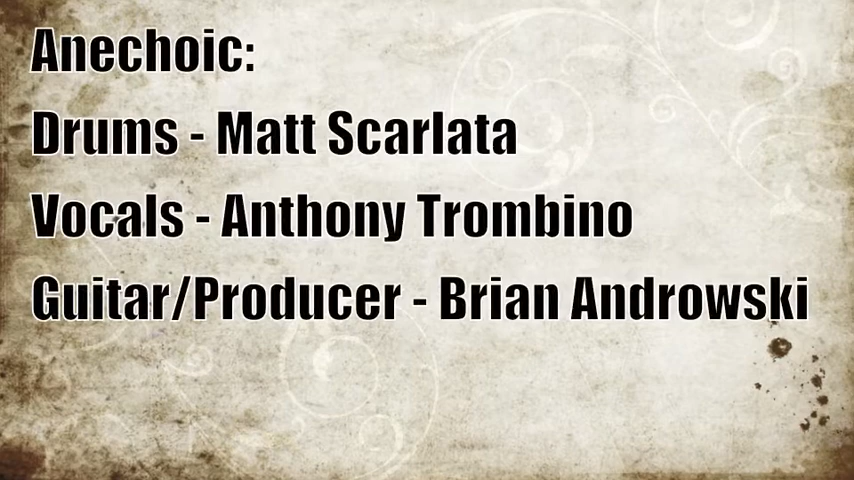 Anechoic:
Drums - Matt Scarlata
Vocals - Anthony Trombino
Guitar/Producer - Brian Androwski